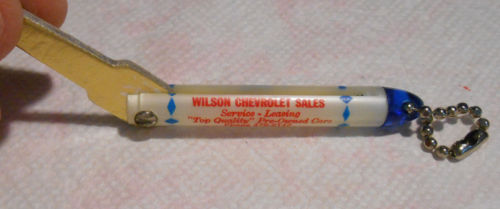 WILSON CHEVROLET SALES
Service - Leasing
"Top Quality" Pre-Owned Cars